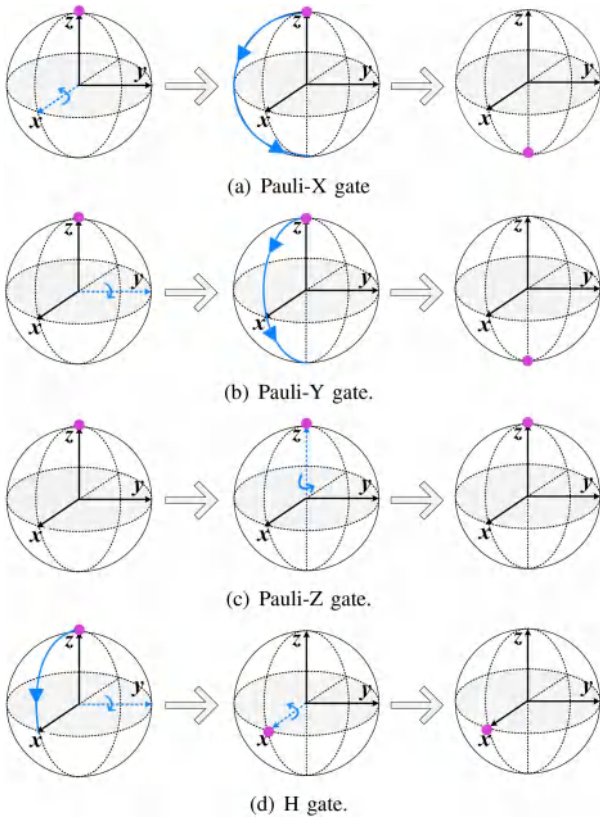 z y x z y x z y x
(a) Pauli-X gate
z y x z y x z y x
(b) Pauli-Y gate.
z y x z y x z y x
(c) Pauli-Z gate.
z y x z y x z y x
(d) H gate.